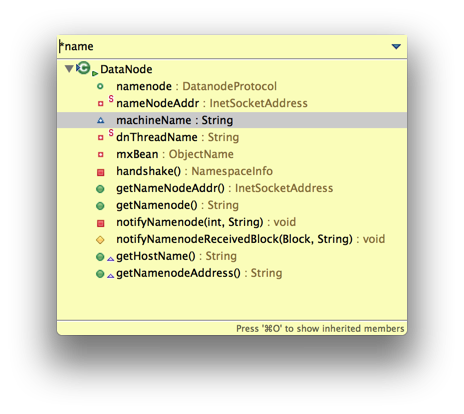 *name
DataNode
namenode : DatanodeProtocol
S nameNodeAddr : InetSocketAddress
machineName : String
S dnThreadName : String
mxBean : ObjectName
handshake() : NamespaceInfo
getNameNodeAddr() : InetSocketAddress
getNamenode() : String
notifyNamenode(int, String) : void
notifyNamenodeReceivedBlock(Block, String) : void
getHostName() : String
getNamenodeAddress() : String
Press '⌘O' to show inherited members